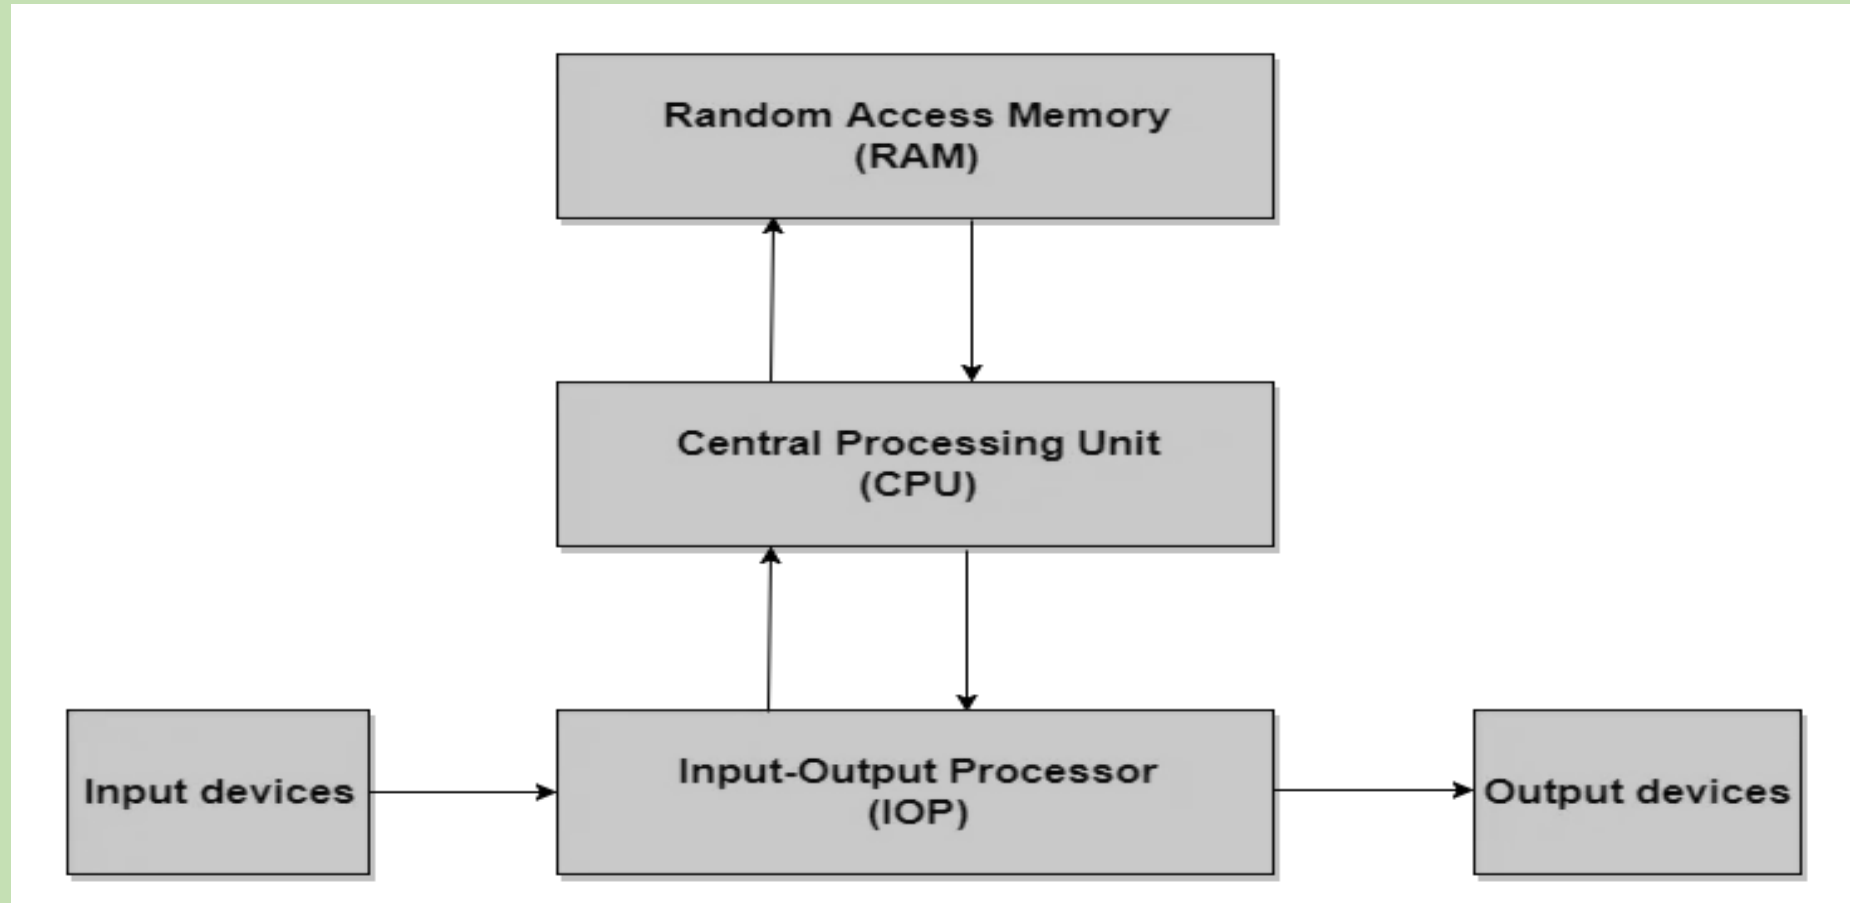 Random Access Memory
(RAM)
Central Processing Unit
(CPU)
Input devices
Input-Output Processor
(IOP)
Output devices